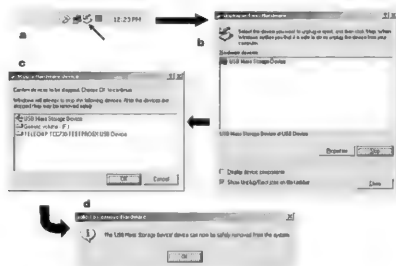 12:23 PM
a
b
Select the device you want to unplug or eject, and then click Stop. When
Windows notifies you that it is safe to do so unplug the device from your
computer.
Hardware devices:
USB Mass Storage Device
USB Mass Storage Device at USB Device
Properties
Stop
Display device components
Show Unplug/Eject icon on the taskbar
Close
c
Stop a Hardware device
Confirm devices to be stopped. Choose OK to continue.
Windows will attempt to stop the following devices. After the devices are
stopped they may be removed safely.
USB Mass Storage Device
Generic volume (F:)
USB Device
OK
Cancel
d
Safe To Remove Hardware
The 'USB Mass Storage Device' device can now be safely removed from the system.
OK